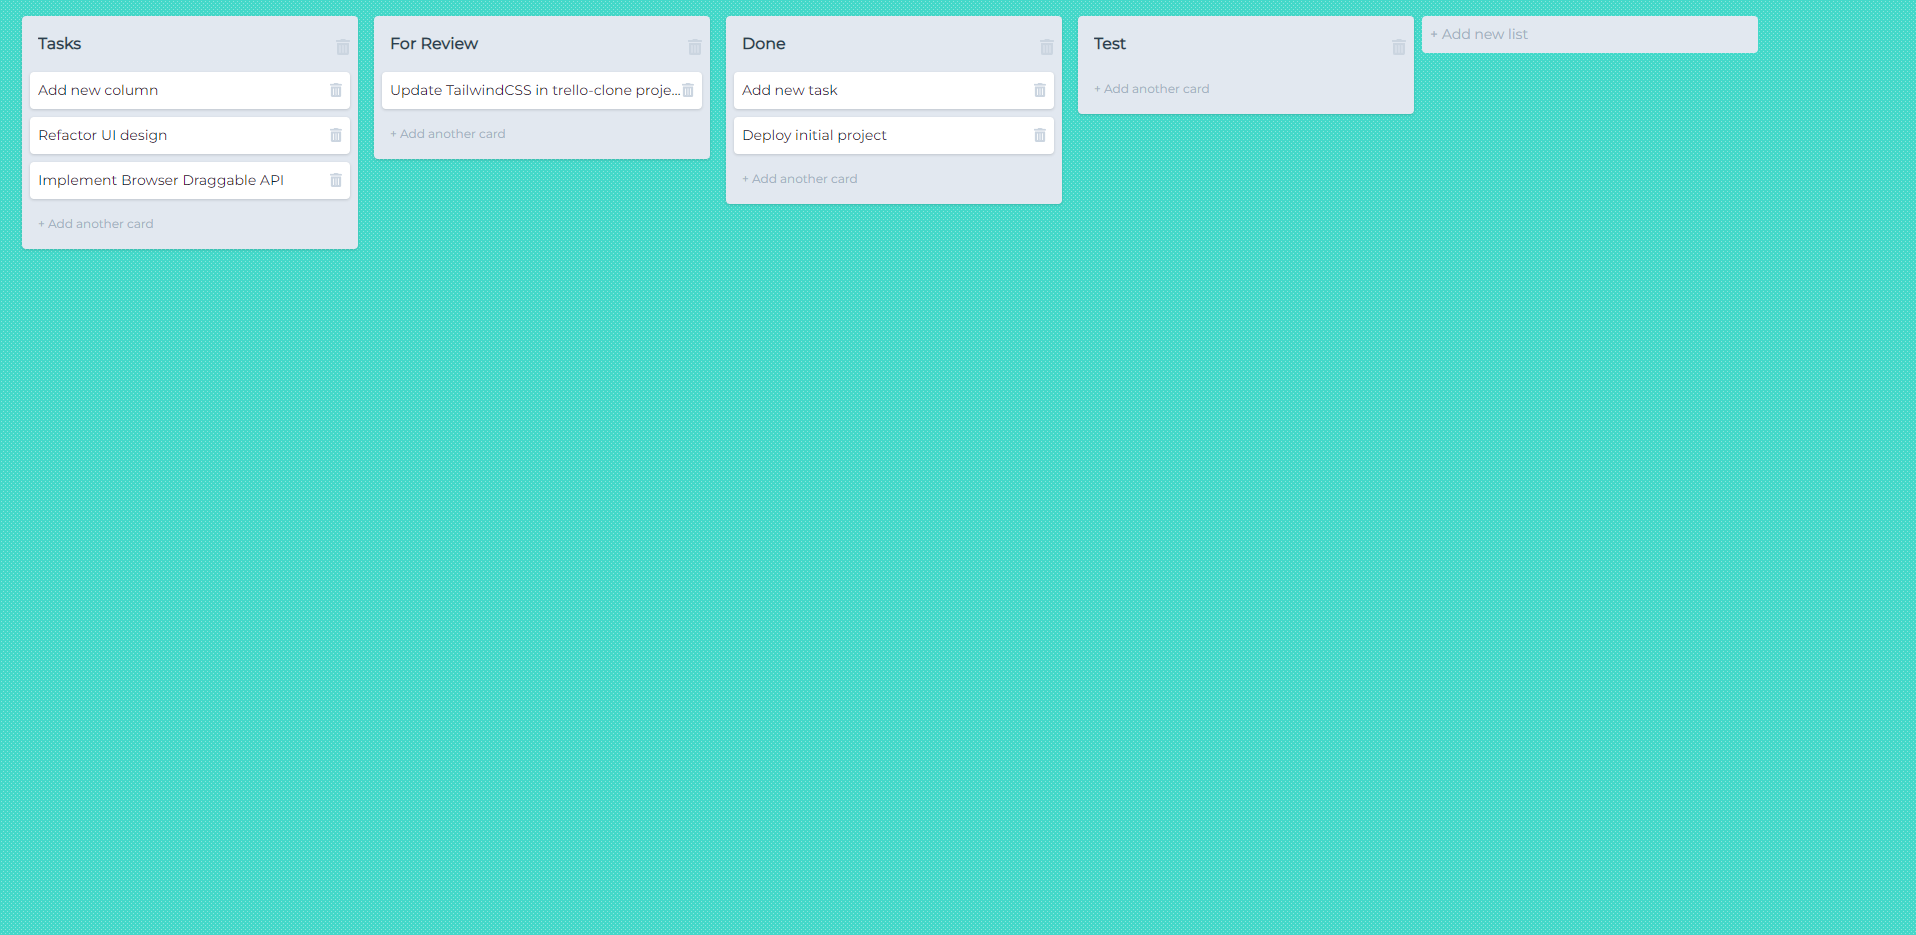 Tasks
Add new column
Refactor UI design
Implement Browser Draggable API
+ Add another card
For Review
Update TailwindCSS in trello-clone proje...
+ Add another card
Done
Add new task
Deploy initial project
+ Add another card
Test
+ Add another card
+ Add new list